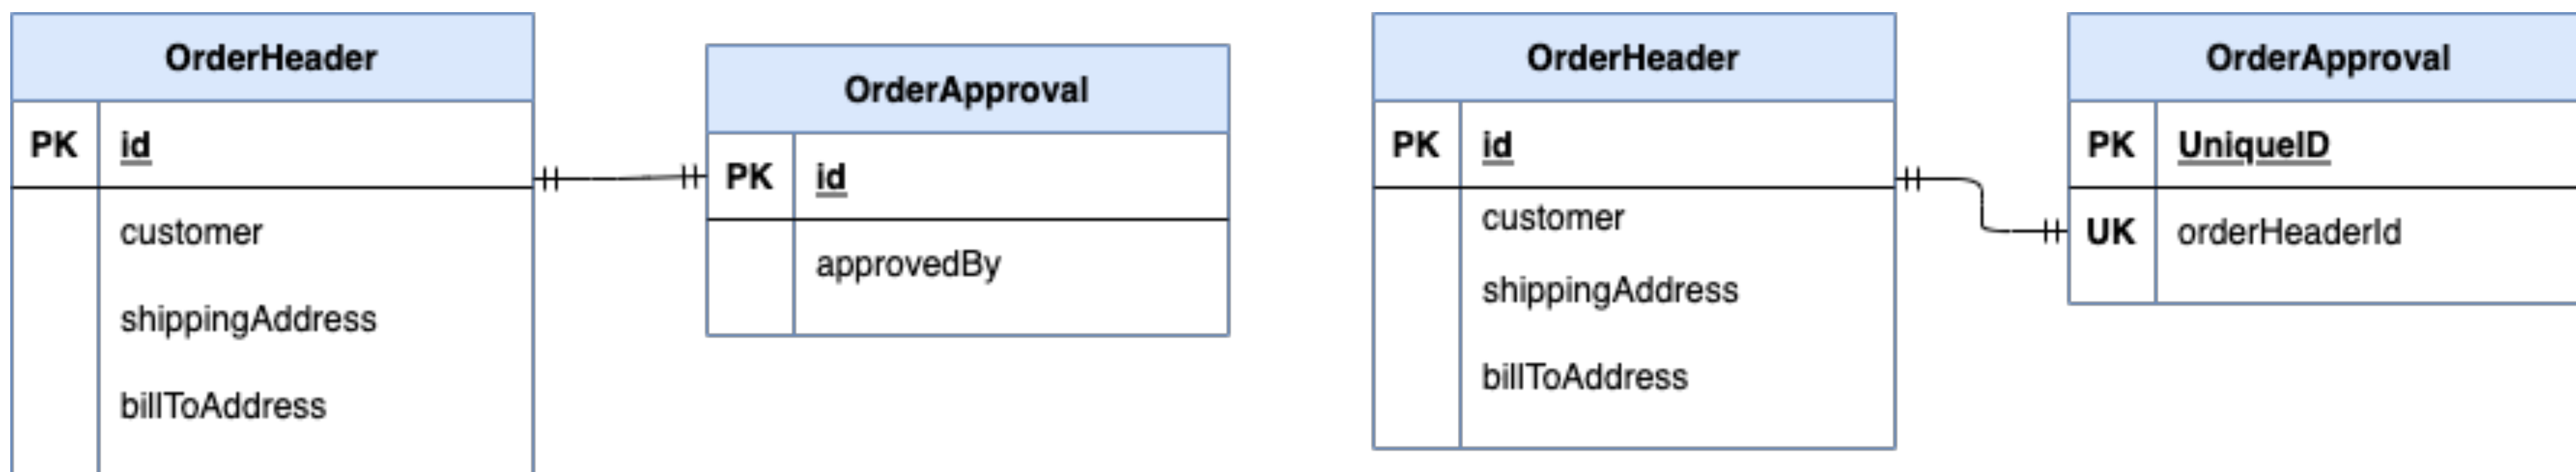 OrderHeader
PK id
customer
shippingAddress
billToAddress
OrderApproval
PK id
approvedBy
OrderHeader
PK id
customer
shippingAddress
billToAddress
OrderApproval
PK UniqueID
UK orderHeaderId